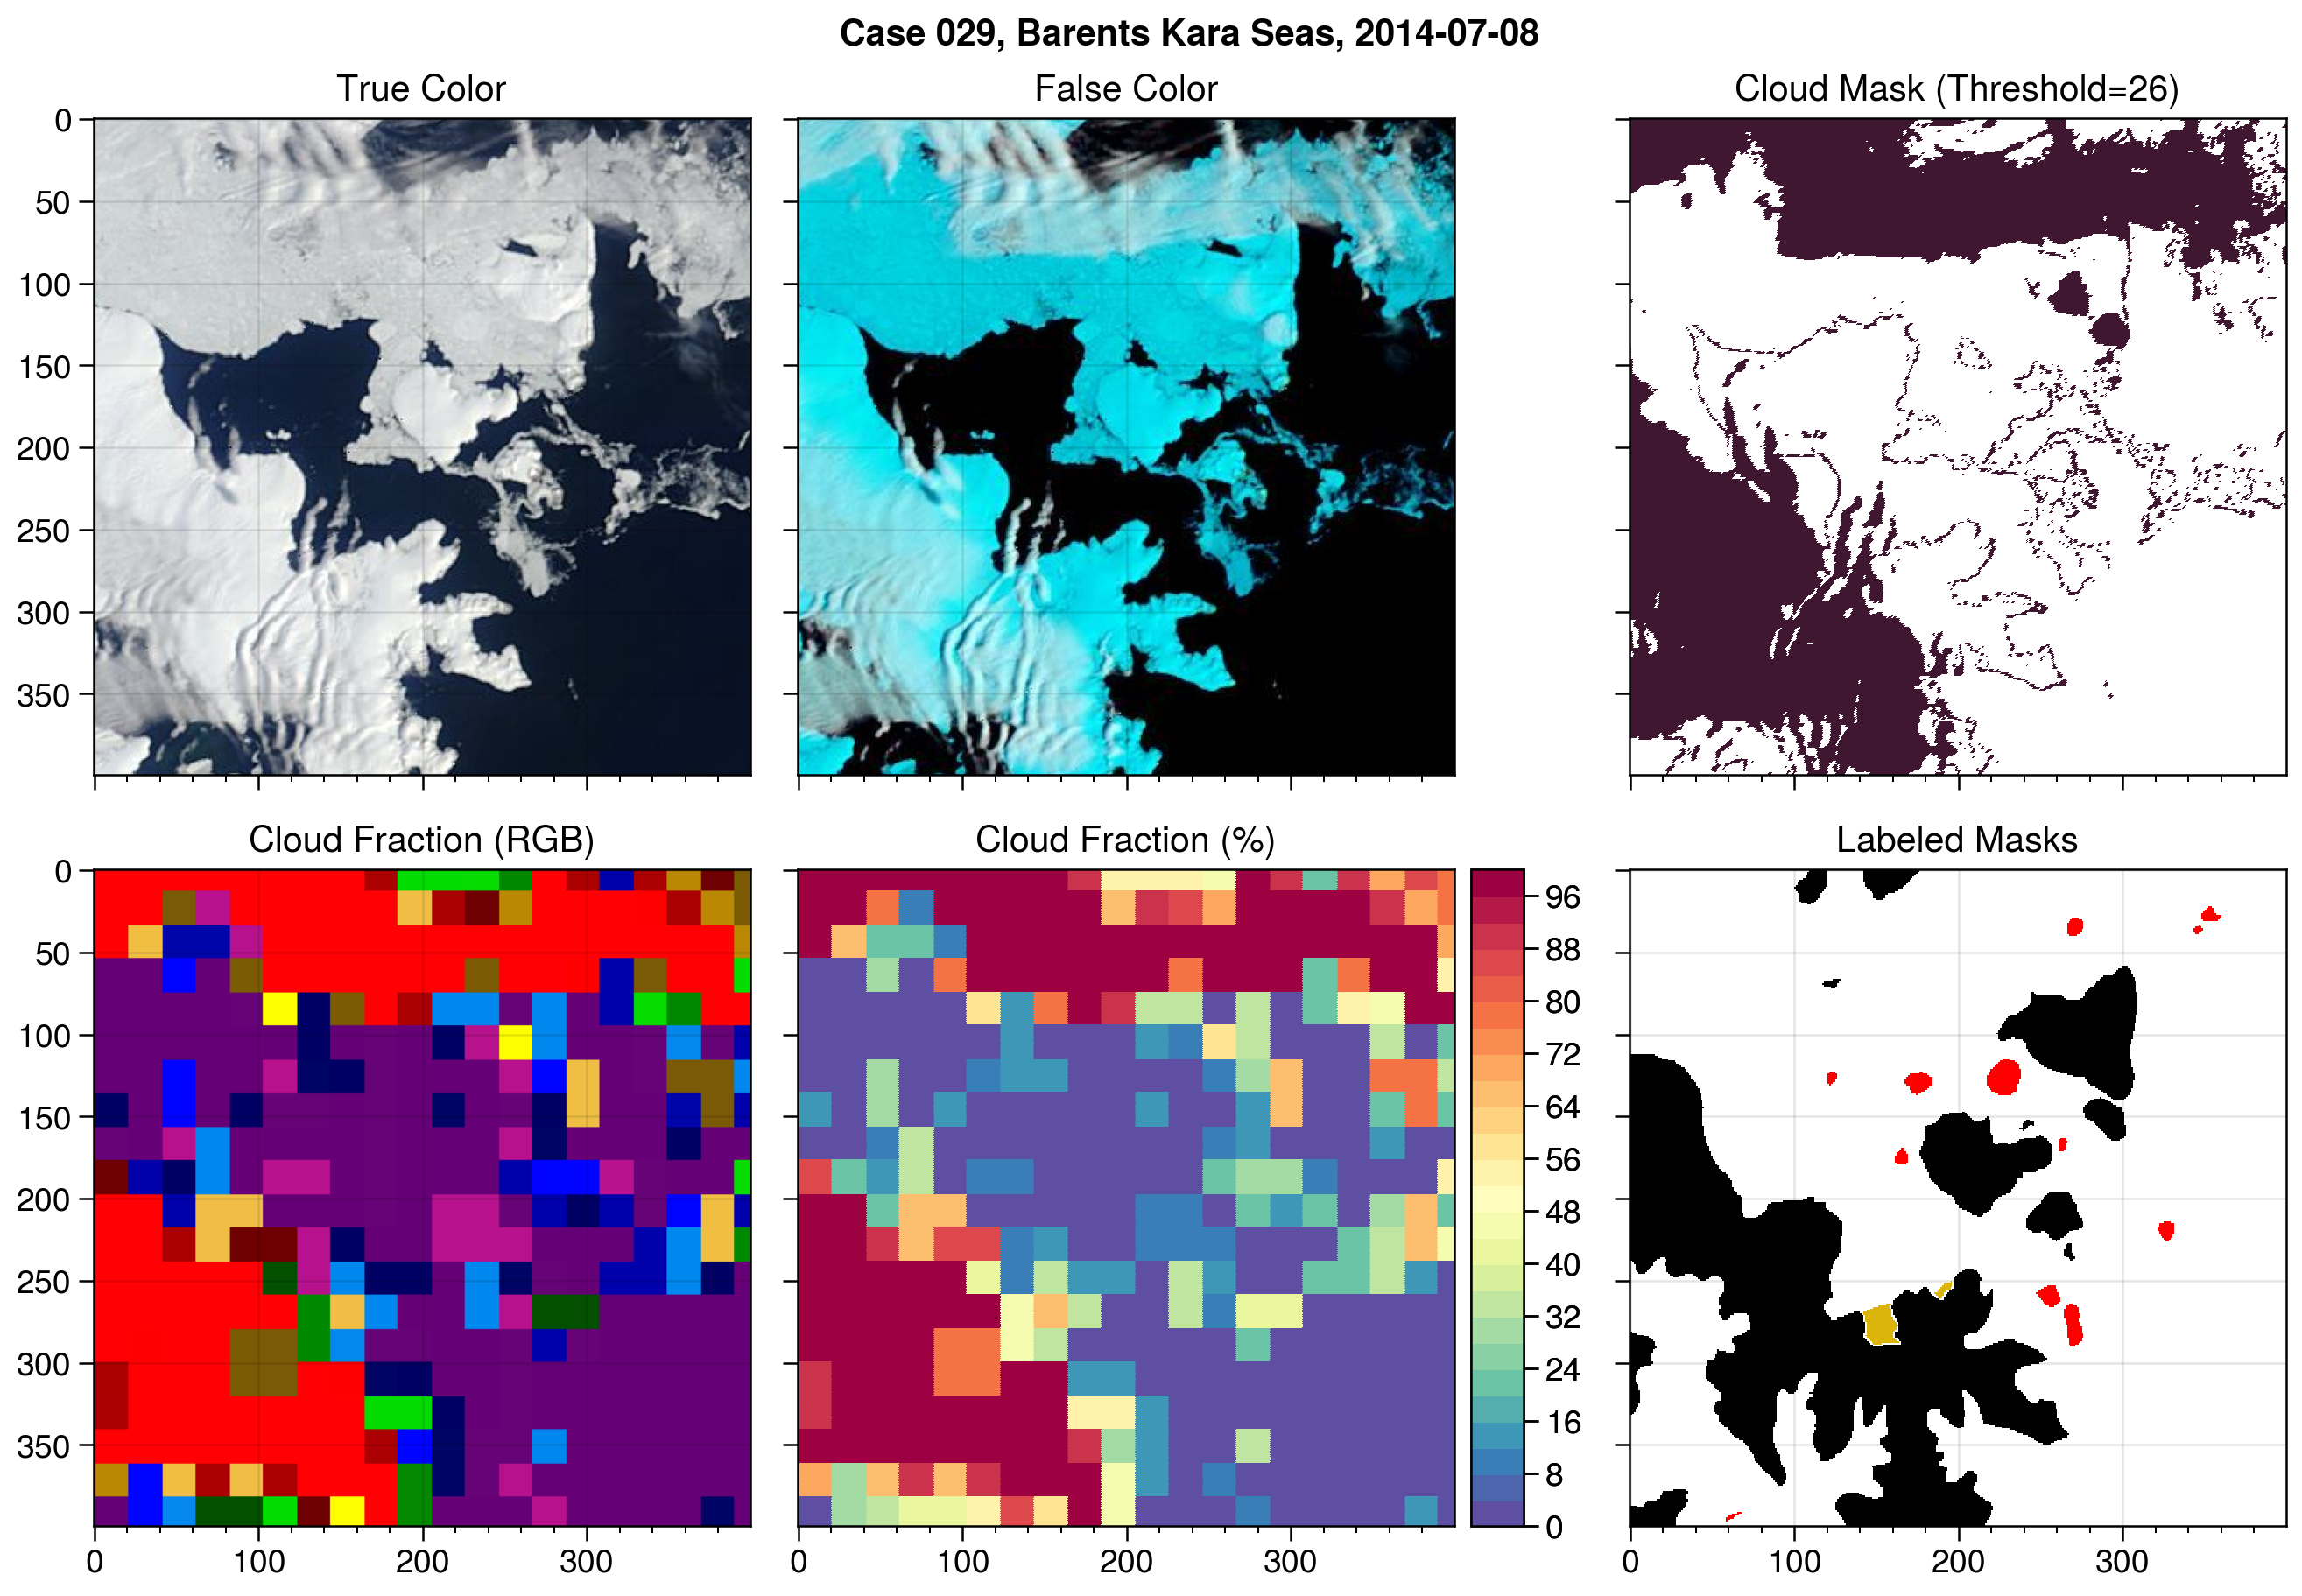 Case 029, Barents Kara Seas, 2014-07-08
True Color
False Color
Cloud Mask (Threshold=26)
0
50
100
150
200
250
300
350
Cloud Fraction (RGB)
Cloud Fraction (%)
Labeled Masks
0
50
100
150
200
250
300
350
96
88
80
72
64
56
48
40
32
24
16
8
0
0 100 200 300
0 100 200 300
0 100 200 300